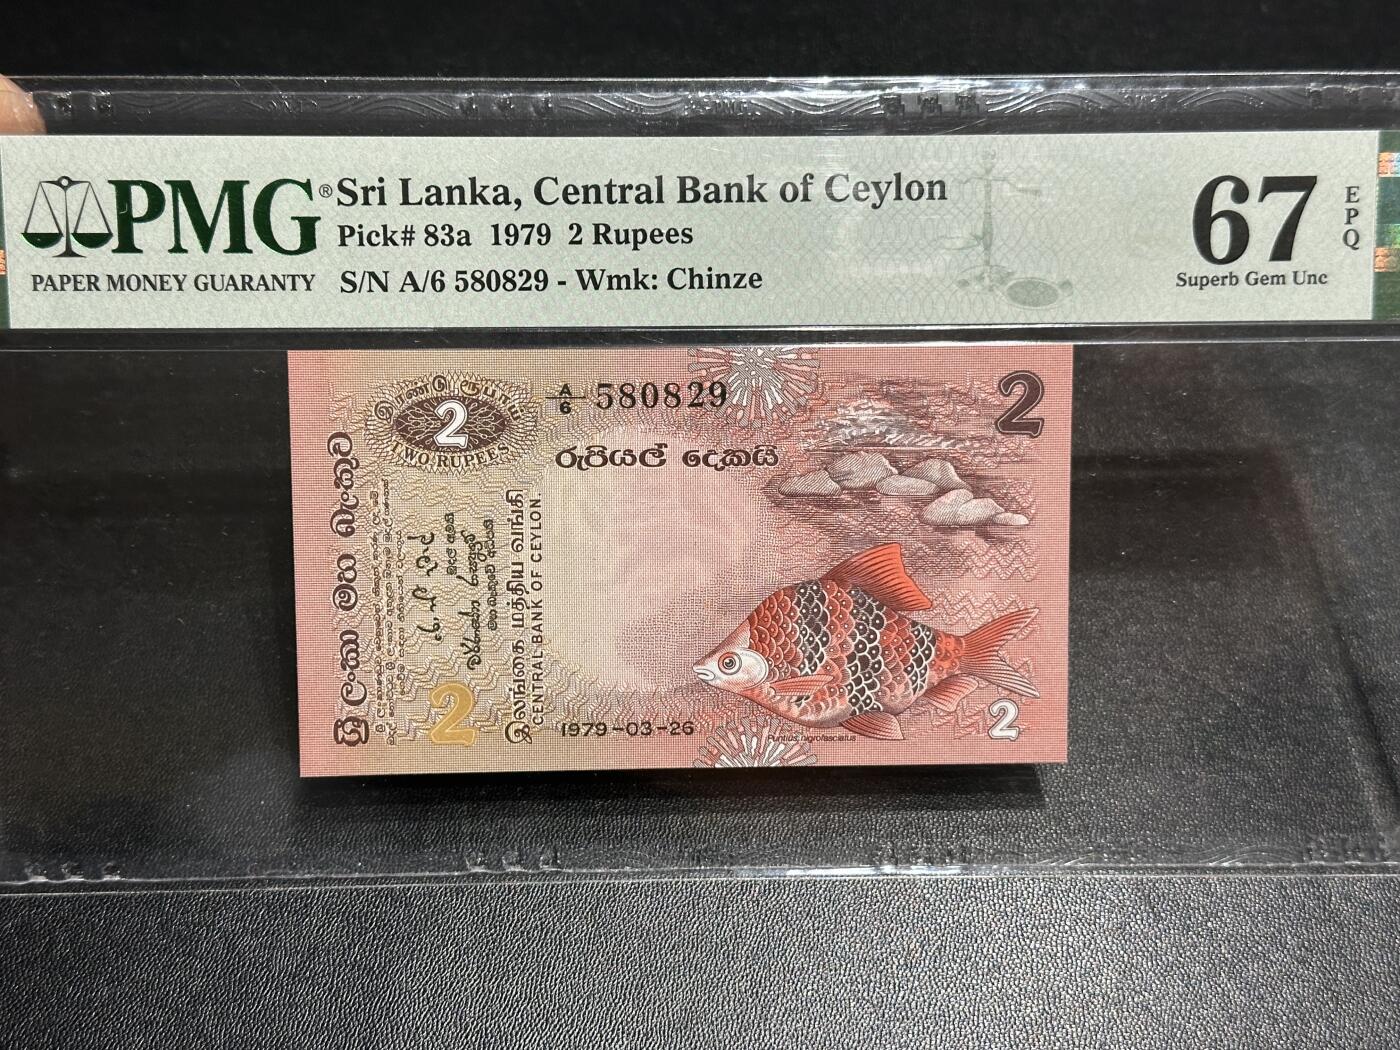 PMG®
PAPER MONEY GUARANTY
Sri Lanka, Central Bank of Ceylon
Pick# 83a 1979 2 Rupees
S/N A/6 580829 - Wmk: Chinze
67
EPQ
Superb Gem Unc
2
TWO RUPEES
A/6 580829
2
රුපියල් දෙකයි
ශ්‍රී ලංකා මහ බැංකුව
இலங்கை மத்திய வங்கி
CENTRAL BANK OF CEYLON.
2
1979-03-26
Puntius nigrofasciatus
2